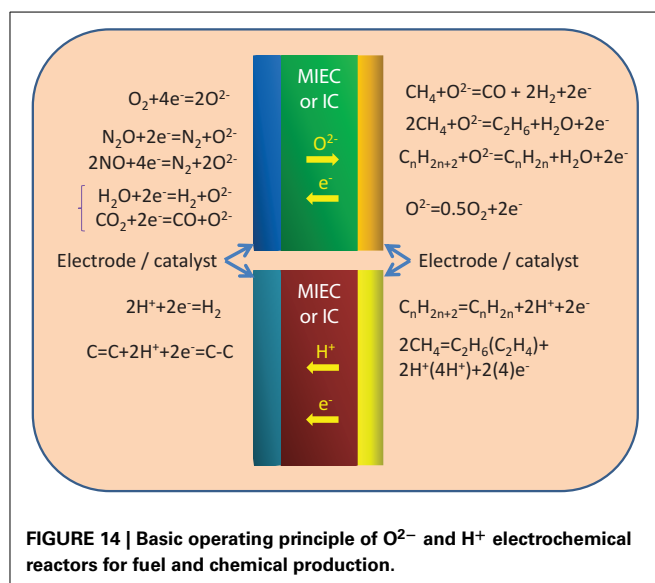 O₂+4e⁻=2O²⁻
N₂O+2e⁻=N₂+O²⁻
2NO+4e⁻=N₂+2O²⁻
H₂O+2e⁻=H₂+O²⁻
CO₂+2e⁻=CO+O²⁻
MIEC
or IC
O²⁻
e⁻
CH₄+O²⁻=CO + 2H₂+2e⁻
2CH₄+O²⁻=C₂H₆+H₂O+2e⁻
CₙH₂ₙ₊₂+O²⁻=CₙH₂ₙ+H₂O+2e⁻
O²⁻=0.5O₂+2e⁻
Electrode / catalyst
Electrode / catalyst
2H⁺+2e⁻=H₂
C=C+2H⁺+2e⁻=C-C
MIEC
or IC
H⁺
e⁻
CₙH₂ₙ₊₂=CₙH₂ₙ+2H⁺+2e⁻
2CH₄=C₂H₆(C₂H₄)+
2H⁺(4H⁺)+2(4)e⁻
FIGURE 14 | Basic operating principle of O²⁻ and H⁺ electrochemical
reactors for fuel and chemical production.